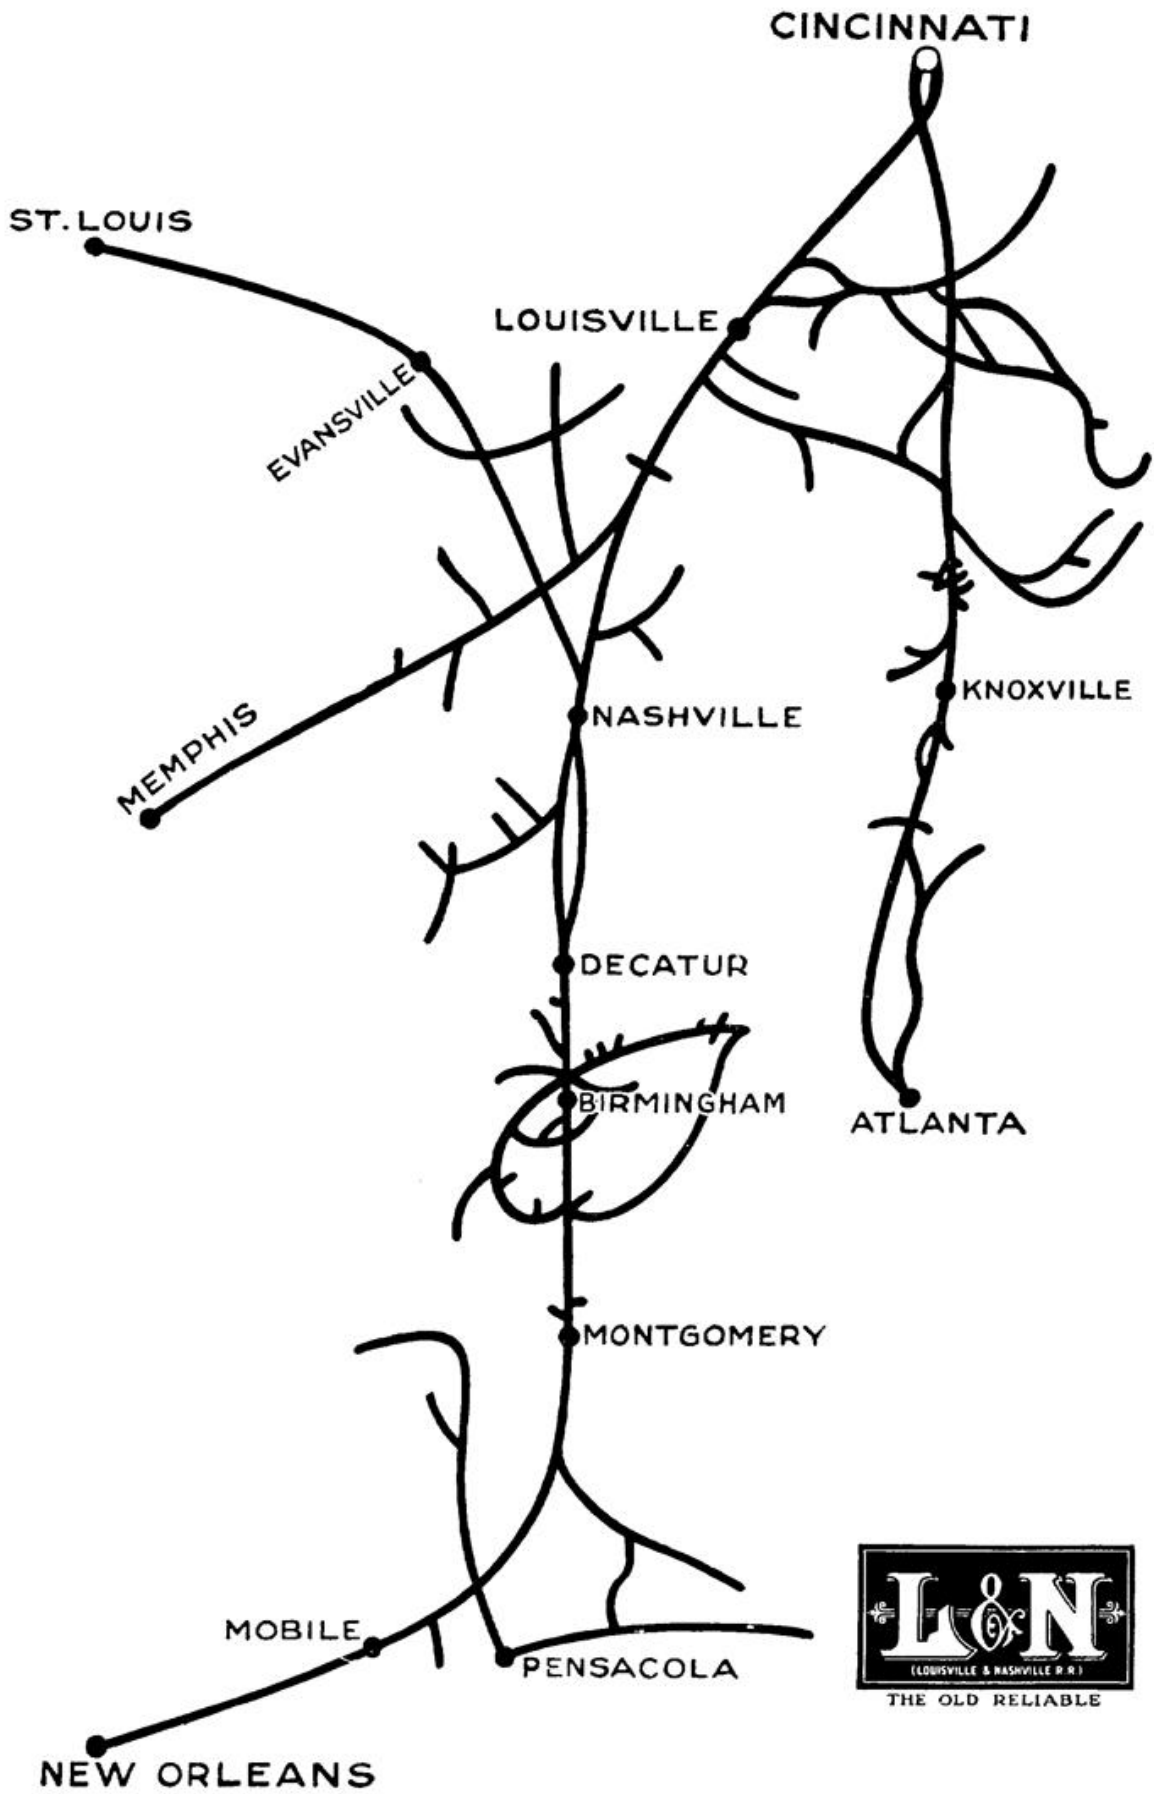 CINCINNATI
ST. LOUIS
LOUISVILLE
EVANSVILLE
KNOXVILLE
NASHVILLE
MEMPHIS
DECATUR
BIRMINGHAM
ATLANTA
MONTGOMERY
MOBILE
PENSACOLA
L&N
(LOUISVILLE & NASHVILLE R.R.)
THE OLD RELIABLE
NEW ORLEANS